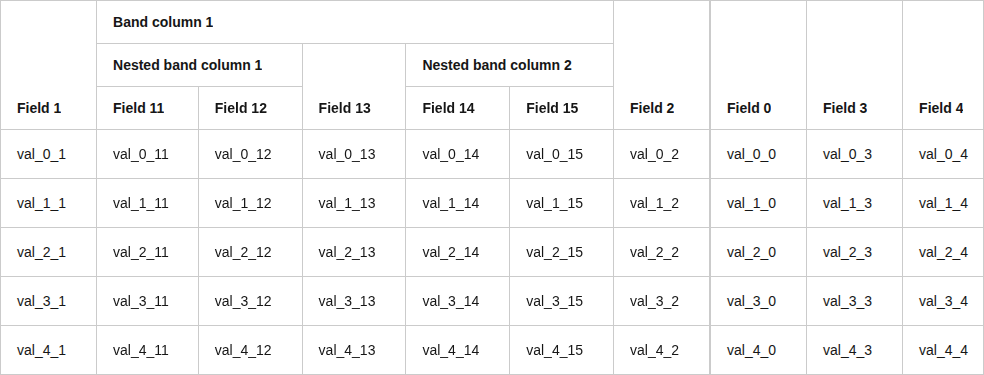 Band column 1
Nested band column 1 Nested band column 2
Field 1 Field 11 Field 12 Field 13 Field 14 Field 15 Field 2 Field 0 Field 3 Field 4
val_0_1 val_0_11 val_0_12 val_0_13 val_0_14 val_0_15 val_0_2 val_0_0 val_0_3 val_0_4
val_1_1 val_1_11 val_1_12 val_1_13 val_1_14 val_1_15 val_1_2 val_1_0 val_1_3 val_1_4
val_2_1 val_2_11 val_2_12 val_2_13 val_2_14 val_2_15 val_2_2 val_2_0 val_2_3 val_2_4
val_3_1 val_3_11 val_3_12 val_3_13 val_3_14 val_3_15 val_3_2 val_3_0 val_3_3 val_3_4
val_4_1 val_4_11 val_4_12 val_4_13 val_4_14 val_4_15 val_4_2 val_4_0 val_4_3 val_4_4